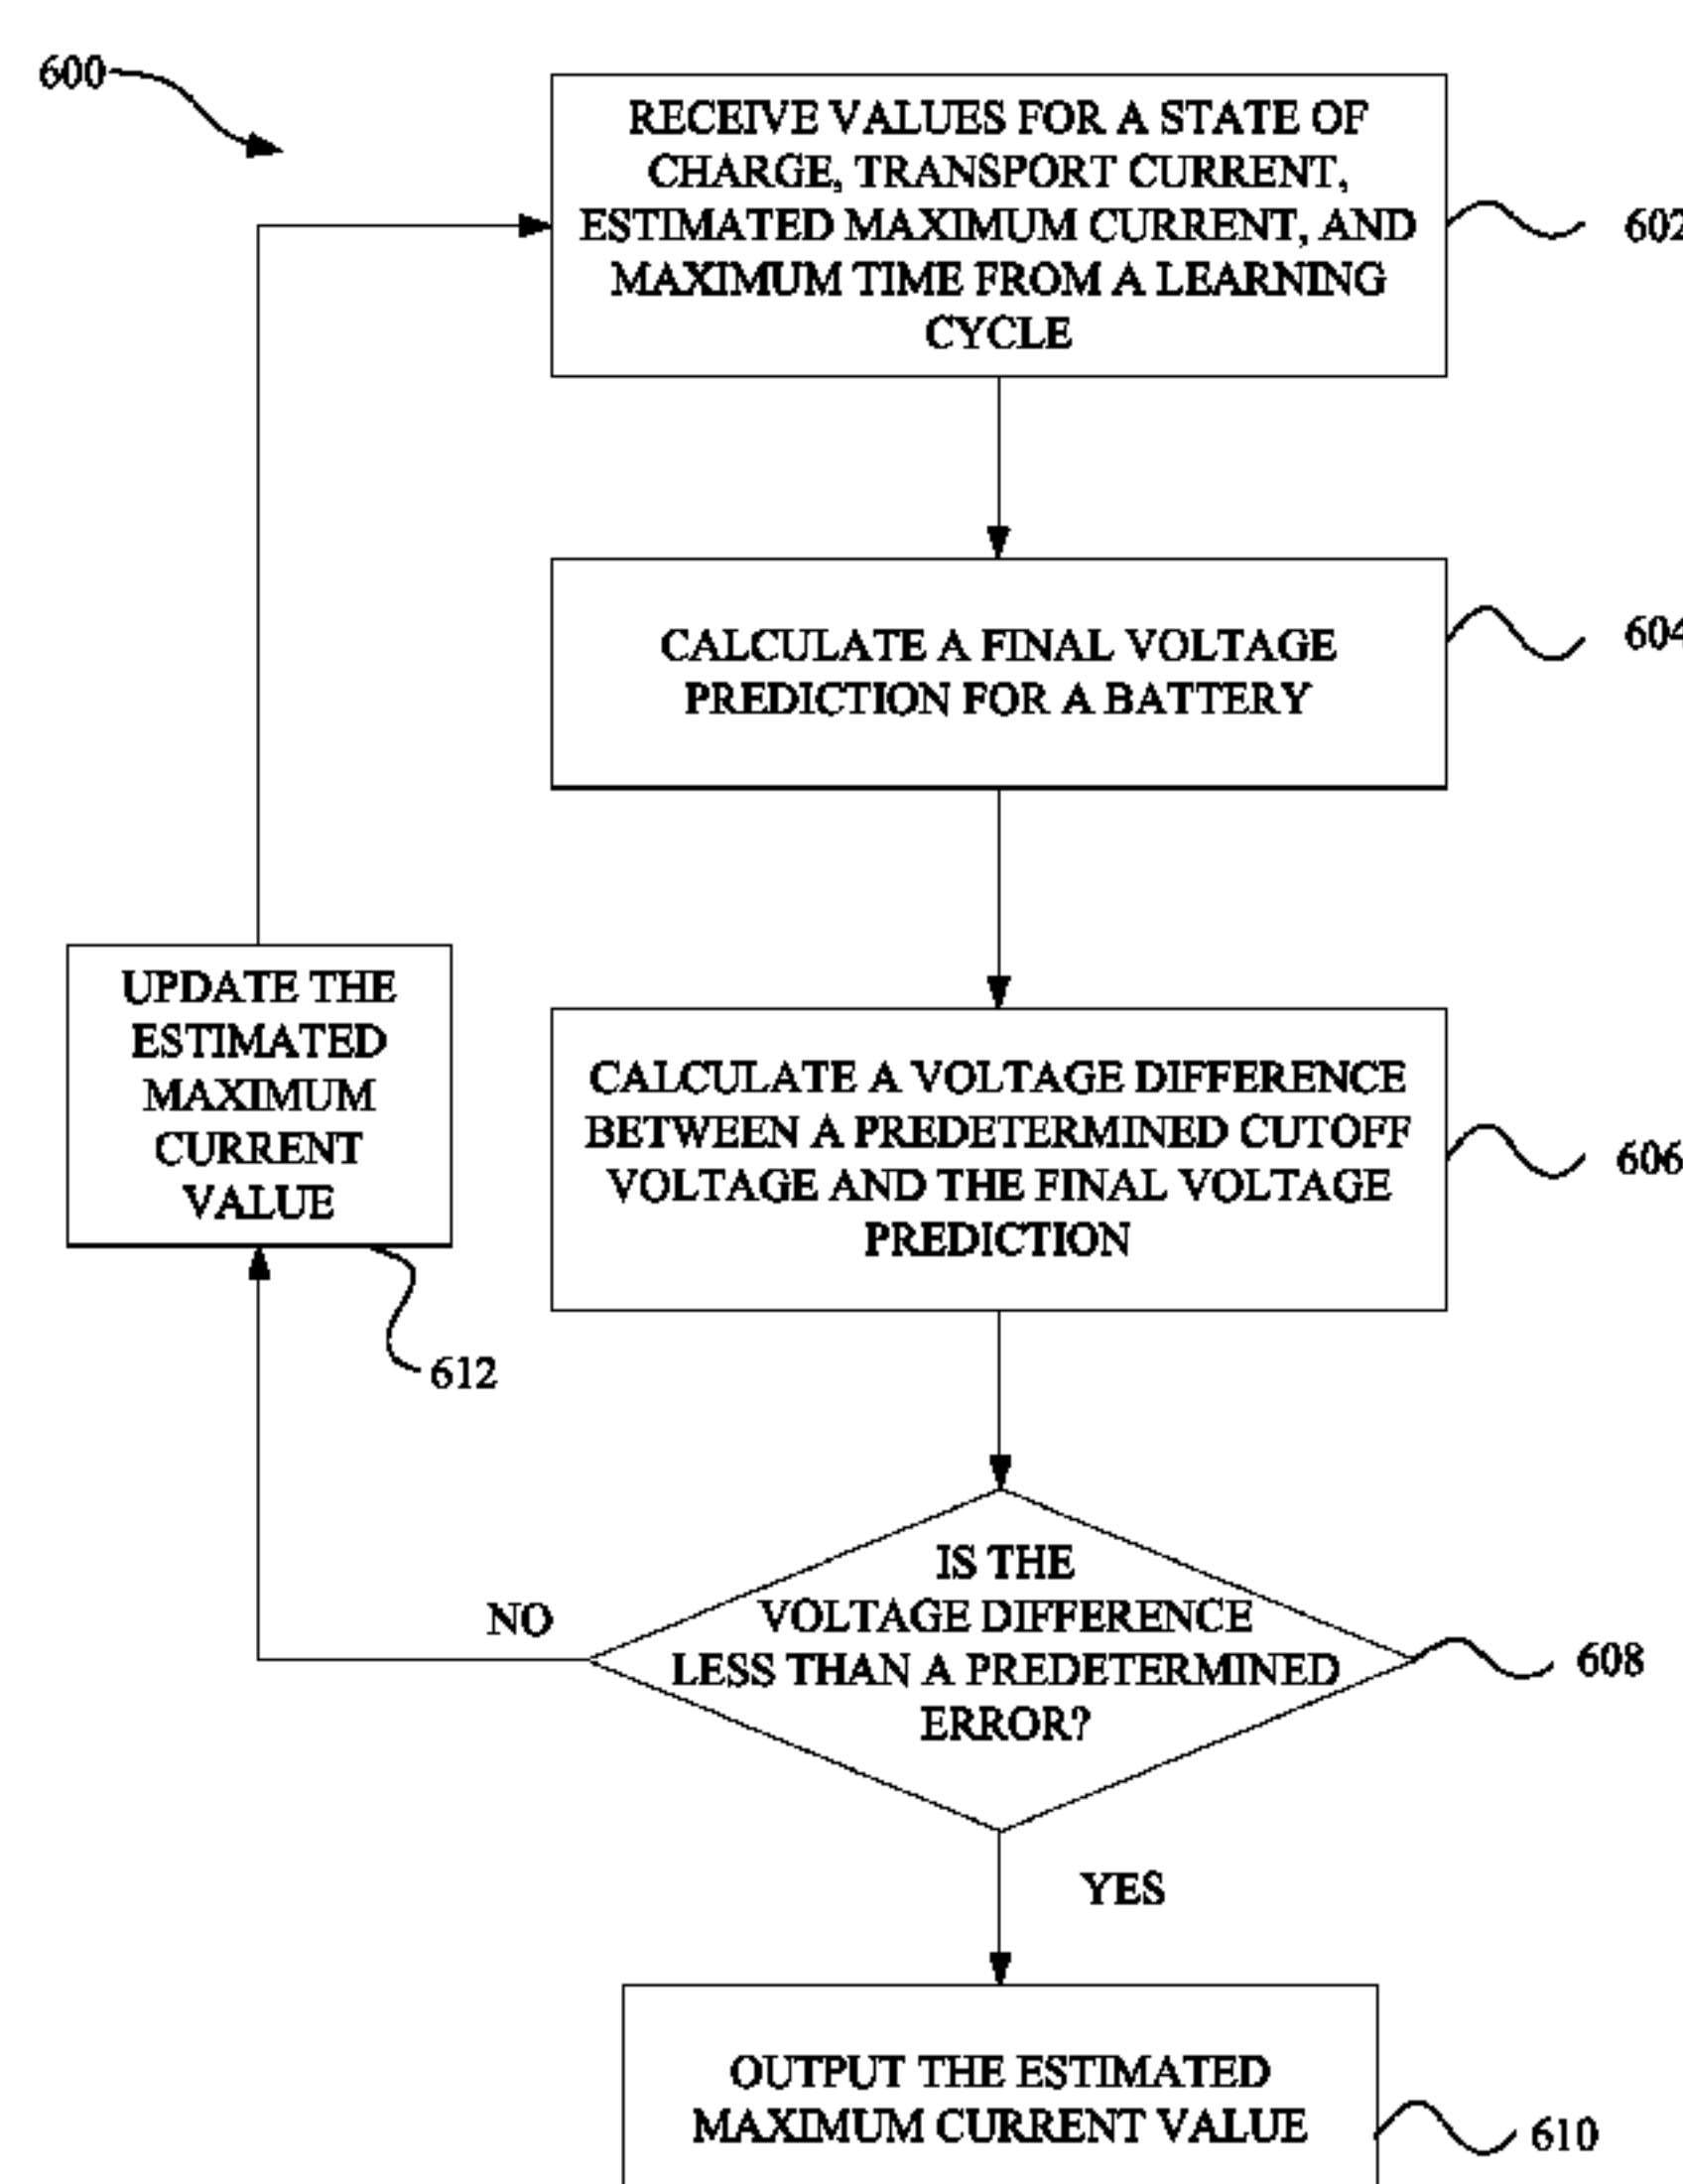 600
RECEIVE VALUES FOR A STATE OF
CHARGE, TRANSPORT CURRENT,
ESTIMATED MAXIMUM CURRENT, AND
MAXIMUM TIME FROM A LEARNING
CYCLE
602
CALCULATE A FINAL VOLTAGE
PREDICTION FOR A BATTERY
604
UPDATE THE
ESTIMATED
MAXIMUM
CURRENT
VALUE
612
CALCULATE A VOLTAGE DIFFERENCE
BETWEEN A PREDETERMINED CUTOFF
VOLTAGE AND THE FINAL VOLTAGE
PREDICTION
606
IS THE
VOLTAGE DIFFERENCE
LESS THAN A PREDETERMINED
ERROR?
608
NO
YES
OUTPUT THE ESTIMATED
MAXIMUM CURRENT VALUE
610